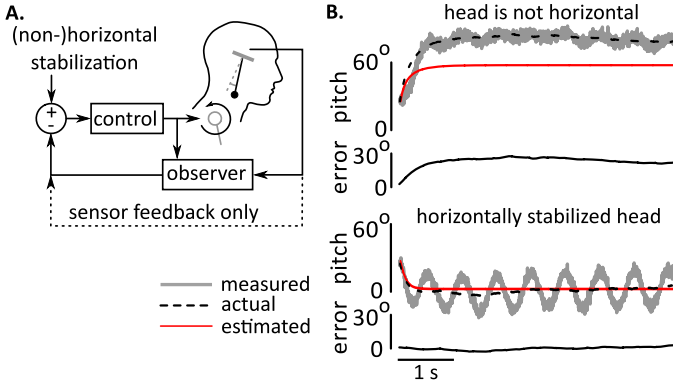 A.
(non-)horizontal
stabilization
+
-
control
observer
sensor feedback only
measured
actual
estimated
B.
head is not horizontal
pitch
60°
0
error
30°
0
horizontally stabilized head
pitch
60°
0
error
30°
0
1 s